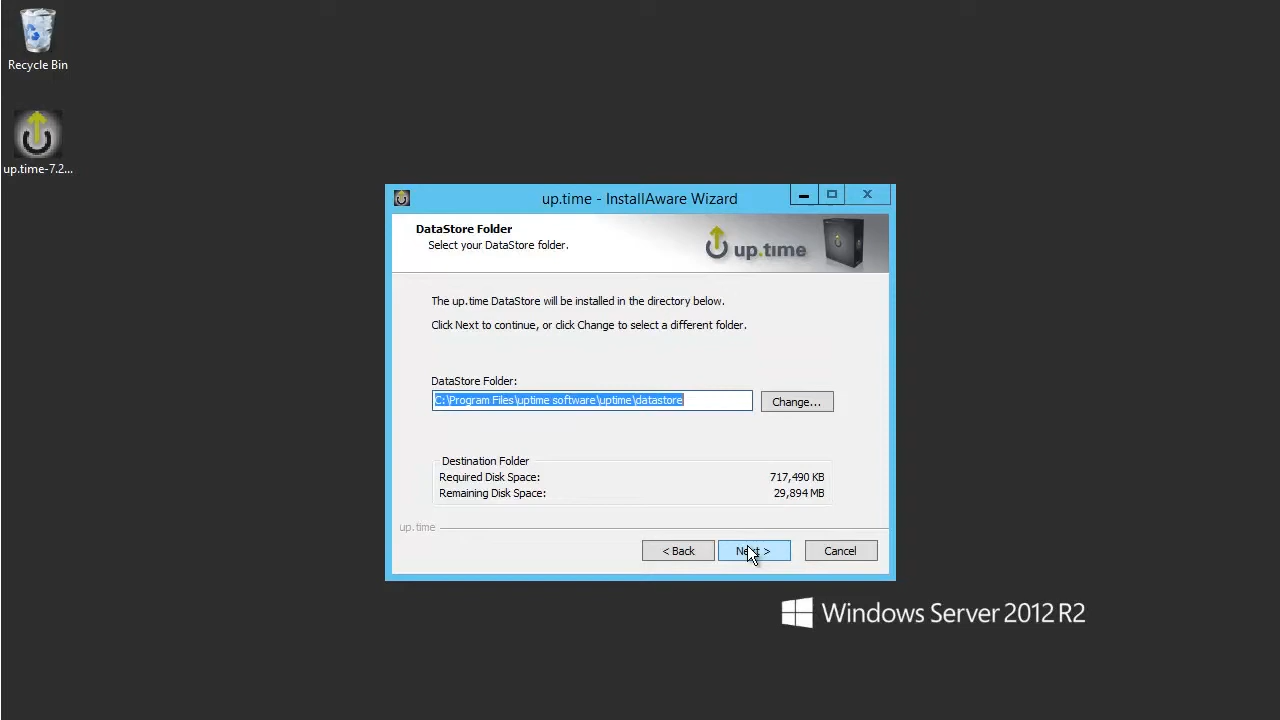 Recycle Bin
up.time-7.2...
up.time - InstallAware Wizard
DataStore Folder
Select your DataStore folder.
up.time
The up.time DataStore will be installed in the directory below.
Click Next to continue, or click Change to select a different folder.
DataStore Folder:
C:\Program Files\uptime software\uptime\datastore
Change...
Destination Folder
Required Disk Space: 717,490 KB
Remaining Disk Space: 29,894 MB
up.time
< Back Next > Cancel
Windows Server 2012 R2